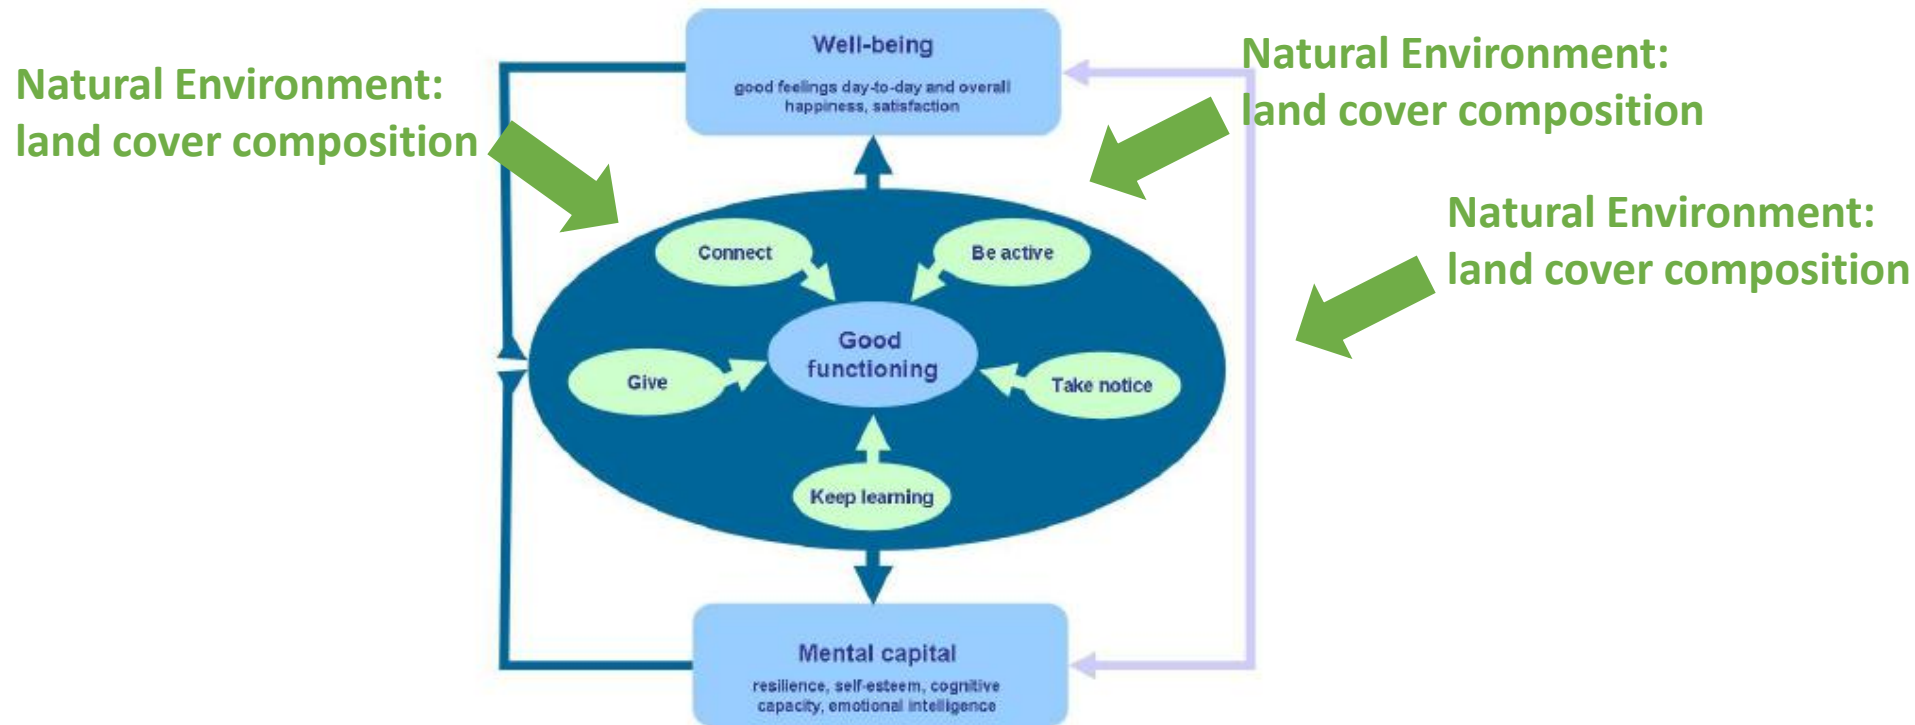 Natural Environment:
land cover composition
Well-being
good feelings day-to-day and overall
happiness, satisfaction
Natural Environment:
land cover composition
Natural Environment:
land cover composition
Connect
Be active
Good
functioning
Give
Take notice
Keep learning
Mental capital
resilience, self-esteem, cognitive
capacity, emotional intelligence